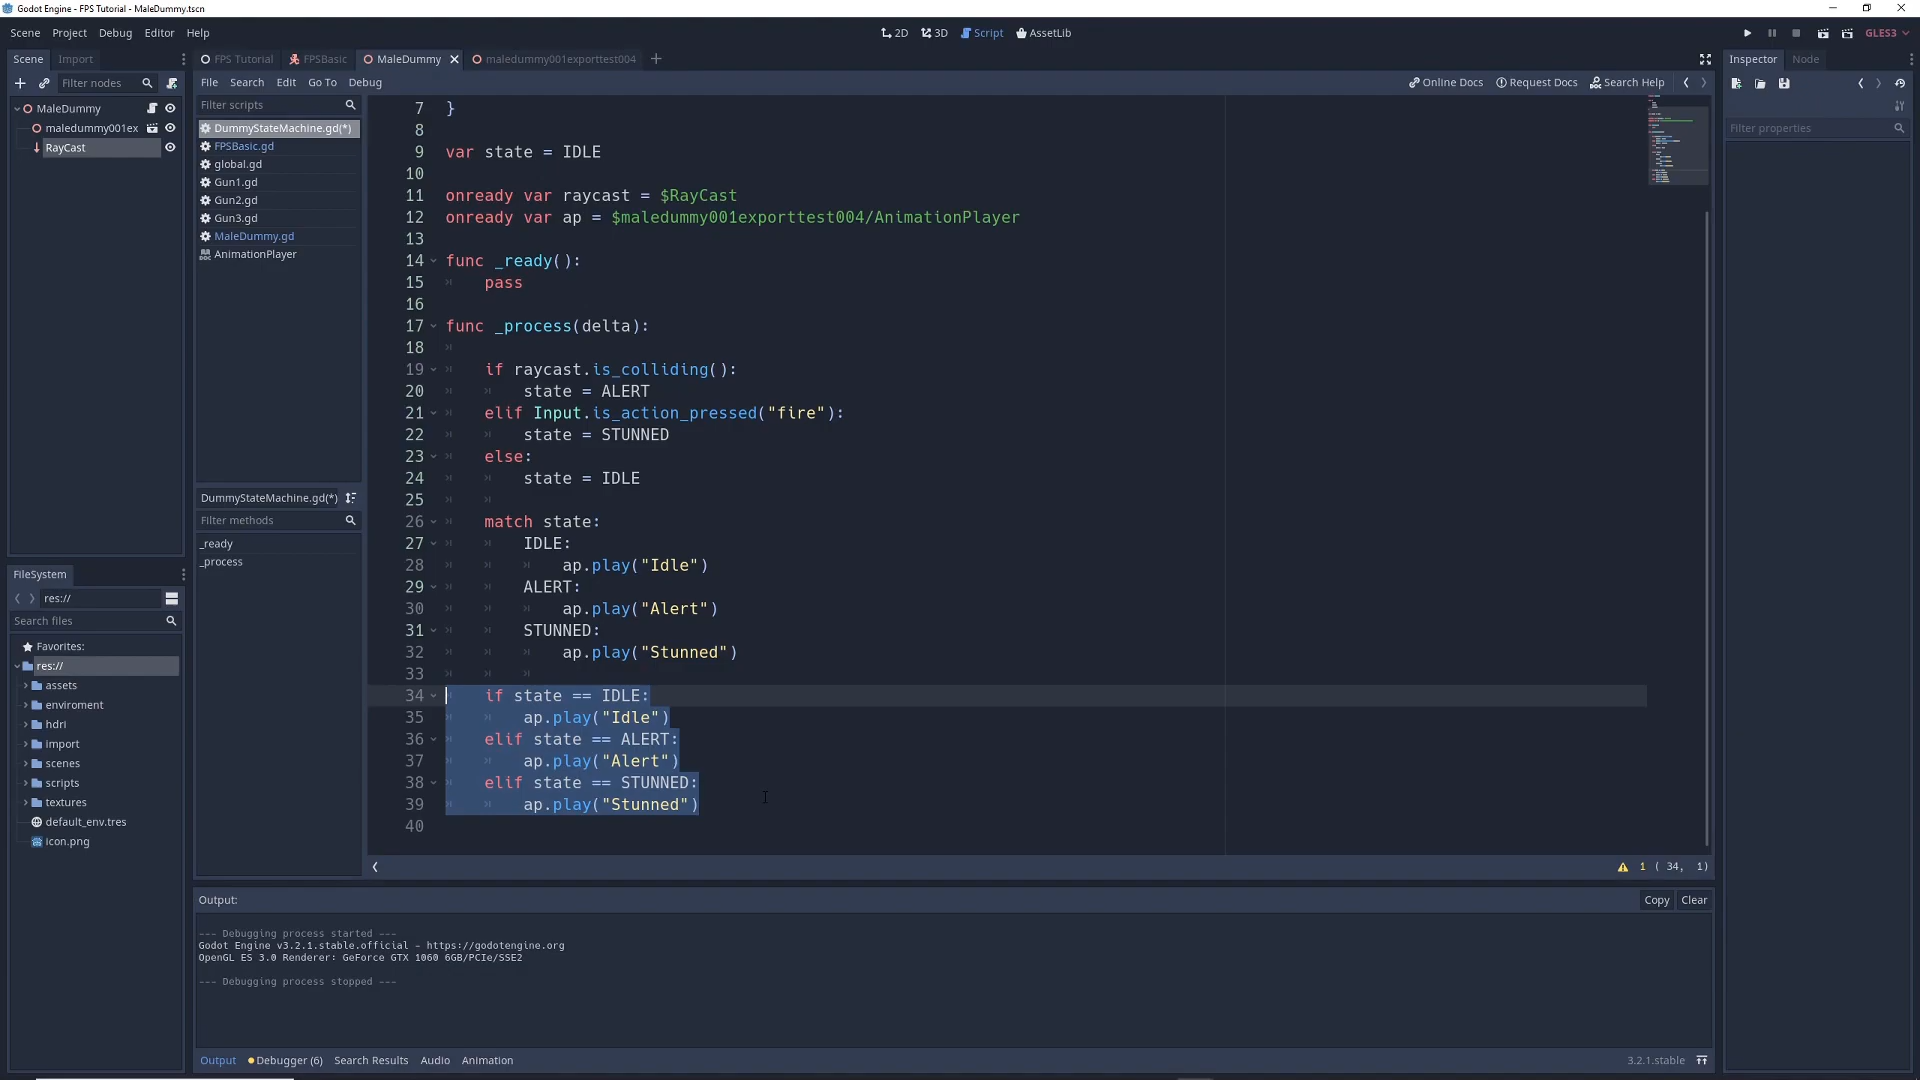 Godot Engine - FPS Tutorial - MaleDummy.tscn
Scene Project Debug Editor Help
2D 3D Script AssetLib
GLES3
Scene Import
FPS Tutorial FPSBasic MaleDummy maledummy001exporttest004
Inspector Node
Filter nodes
File Search Edit Go To Debug
Online Docs Request Docs Search Help
MaleDummy
maledummy001ex
RayCast
Filter scripts
DummyStateMachine.gd(*)
FPSBasic.gd
global.gd
Gun1.gd
Gun2.gd
Gun3.gd
MaleDummy.gd
AnimationPlayer
DummyStateMachine.gd(*)
Filter methods
_ready
_process
Filter properties
7 }
8
9 var state = IDLE
10
11 onready var raycast = $RayCast
12 onready var ap = $maledummy001exporttest004/AnimationPlayer
13
14 func _ready():
15 pass
16
17 func _process(delta):
18
19 if raycast.is_colliding():
20 state = ALERT
21 elif Input.is_action_pressed("fire"):
22 state = STUNNED
23 else:
24 state = IDLE
25
26 match state:
27 IDLE:
28 ap.play("Idle")
29 ALERT:
30 ap.play("Alert")
31 STUNNED:
32 ap.play("Stunned")
33
34 if state == IDLE:
35 ap.play("Idle")
36 elif state == ALERT:
37 ap.play("Alert")
38 elif state == STUNNED:
39 ap.play("Stunned")
40
1 ( 34, 1)
FileSystem
res://
Search files
Favorites:
res://
assets
enviroment
hdri
import
scenes
scripts
textures
default_env.tres
icon.png
Output:
Copy Clear
--- Debugging process started ---
Godot Engine v3.2.1.stable.official - https://godotengine.org
OpenGL ES 3.0 Renderer: GeForce GTX 1060 6GB/PCIe/SSE2
--- Debugging process stopped ---
Output Debugger (6) Search Results Audio Animation
3.2.1.stable